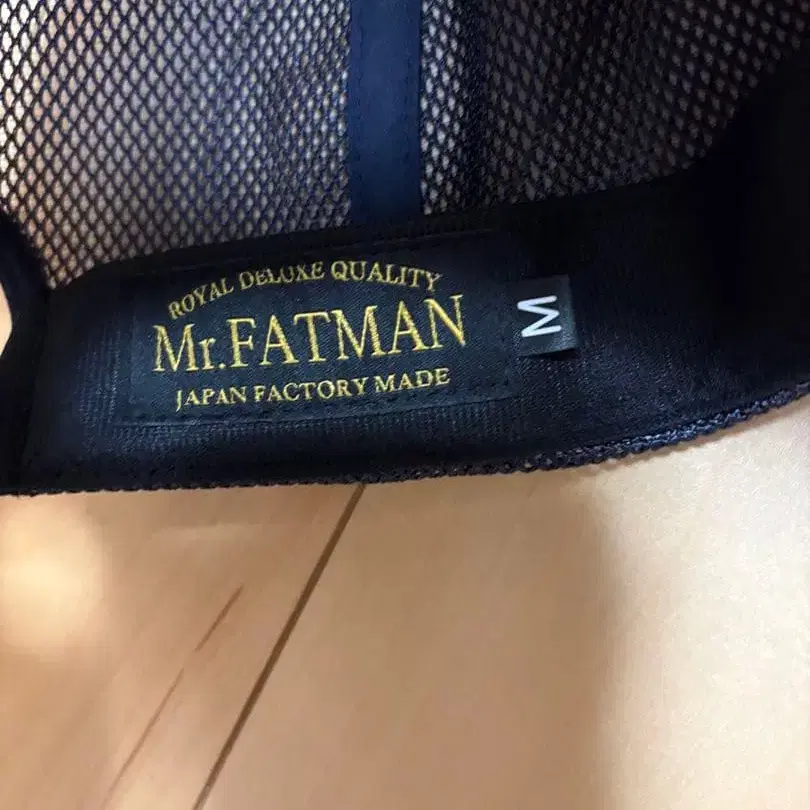 ROYAL DELUXE QUALITY
Mr.FATMAN
JAPAN FACTORY MADE
M